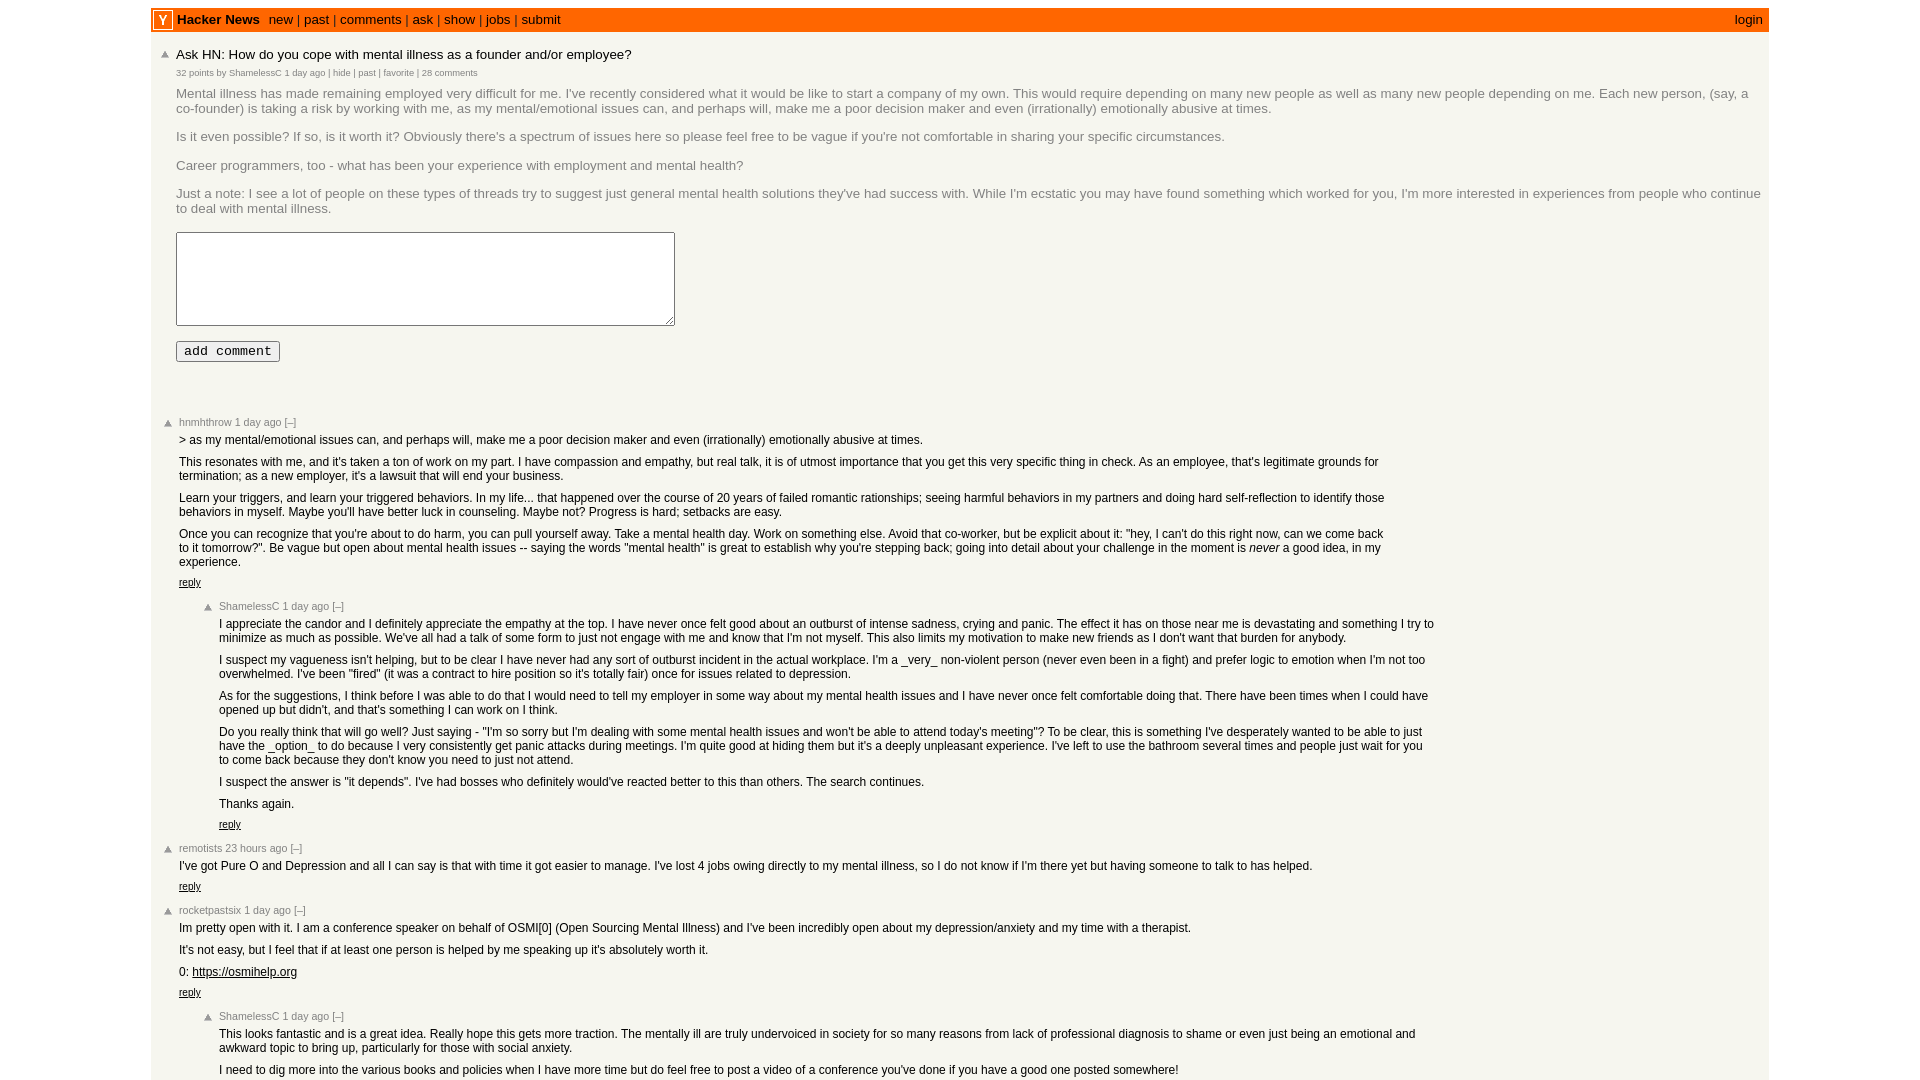 Y Hacker News new | past | comments | ask | show | jobs | submit login
Ask HN: How do you cope with mental illness as a founder and/or employee?
32 points by ShamelessC 1 day ago | hide | past | favorite | 28 comments
Mental illness has made remaining employed very difficult for me. I've recently considered what it would be like to start a company of my own. This would require depending on many new people as well as many new people depending on me. Each new person, (say, a
co-founder) is taking a risk by working with me, as my mental/emotional issues can, and perhaps will, make me a poor decision maker and even (irrationally) emotionally abusive at times.
Is it even possible? If so, is it worth it? Obviously there's a spectrum of issues here so please feel free to be vague if you're not comfortable in sharing your specific circumstances.
Career programmers, too - what has been your experience with employment and mental health?
Just a note: I see a lot of people on these types of threads try to suggest just general mental health solutions they've had success with. While I'm ecstatic you may have found something which worked for you, I'm more interested in experiences from people who continue
to deal with mental illness.
add comment
hnmhthrow 1 day ago [–]
> as my mental/emotional issues can, and perhaps will, make me a poor decision maker and even (irrationally) emotionally abusive at times.
This resonates with me, and it's taken a ton of work on my part. I have compassion and empathy, but real talk, it is of utmost importance that you get this very specific thing in check. As an employee, that's legitimate grounds for
termination; as a new employer, it's a lawsuit that will end your business.
Learn your triggers, and learn your triggered behaviors. In my life... that happened over the course of 20 years of failed romantic rationships; seeing harmful behaviors in my partners and doing hard self-reflection to identify those
behaviors in myself. Maybe you'll have better luck in counseling. Maybe not? Progress is hard; setbacks are easy.
Once you can recognize that you're about to do harm, you can pull yourself away. Take a mental health day. Work on something else. Avoid that co-worker, but be explicit about it: "hey, I can't do this right now, can we come back
to it tomorrow?". Be vague but open about mental health issues -- saying the words "mental health" is great to establish why you're stepping back; going into detail about your challenge in the moment is never a good idea, in my
experience.
reply
ShamelessC 1 day ago [–]
I appreciate the candor and I definitely appreciate the empathy at the top. I have never once felt good about an outburst of intense sadness, crying and panic. The effect it has on those near me is devastating and something I try to
minimize as much as possible. We've all had a talk of some form to just not engage with me and know that I'm not myself. This also limits my motivation to make new friends as I don't want that burden for anybody.
I suspect my vagueness isn't helping, but to be clear I have never had any sort of outburst incident in the actual workplace. I'm a _very_ non-violent person (never even been in a fight) and prefer logic to emotion when I'm not too
overwhelmed. I've been "fired" (it was a contract to hire position so it's totally fair) once for issues related to depression.
As for the suggestions, I think before I was able to do that I would need to tell my employer in some way about my mental health issues and I have never once felt comfortable doing that. There have been times when I could have
opened up but didn't, and that's something I can work on I think.
Do you really think that will go well? Just saying - "I'm so sorry but I'm dealing with some mental health issues and won't be able to attend today's meeting"? To be clear, this is something I've desperately wanted to be able to just
have the _option_ to do because I very consistently get panic attacks during meetings. I'm quite good at hiding them but it's a deeply unpleasant experience. I've left to use the bathroom several times and people just wait for you
to come back because they don't know you need to just not attend.
I suspect the answer is "it depends". I've had bosses who definitely would've reacted better to this than others. The search continues.
Thanks again.
reply
remotists 23 hours ago [–]
I've got Pure O and Depression and all I can say is that with time it got easier to manage. I've lost 4 jobs owing directly to my mental illness, so I do not know if I'm there yet but having someone to talk to has helped.
reply
rocketpastsix 1 day ago [–]
Im pretty open with it. I am a conference speaker on behalf of OSMI[0] (Open Sourcing Mental Illness) and I've been incredibly open about my depression/anxiety and my time with a therapist.
It's not easy, but I feel that if at least one person is helped by me speaking up it's absolutely worth it.
0: https://osmihelp.org
reply
ShamelessC 1 day ago [–]
This looks fantastic and is a great idea. Really hope this gets more traction. The mentally ill are truly undervoiced in society for so many reasons from lack of professional diagnosis to shame or even just being an emotional and
awkward topic to bring up, particularly for those with social anxiety.
I need to dig more into the various books and policies when I have more time but do feel free to post a video of a conference you've done if you have a good one posted somewhere!